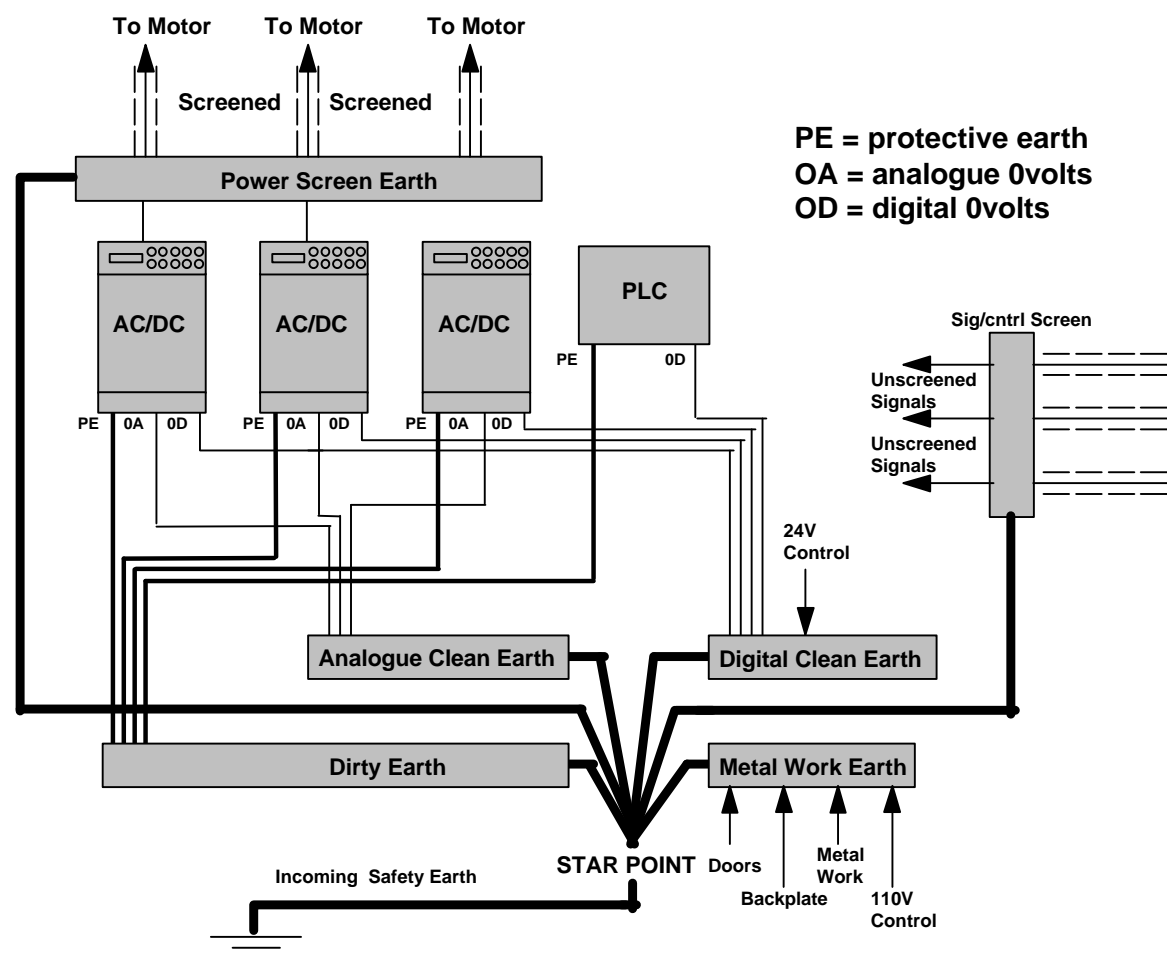 To Motor To Motor To Motor
Screened Screened
PE = protective earth
OA = analogue 0volts
OD = digital 0volts
Power Screen Earth
AC/DC AC/DC AC/DC
PLC
Sig/cntrl Screen
PE 0D
Unscreened
Signals
PE 0A 0D PE 0A 0D PE 0A 0D
Unscreened
Signals
24V
Control
Analogue Clean Earth
Digital Clean Earth
Dirty Earth
Metal Work Earth
STAR POINT
Doors
Metal
Work
Incoming Safety Earth
Backplate
110V
Control